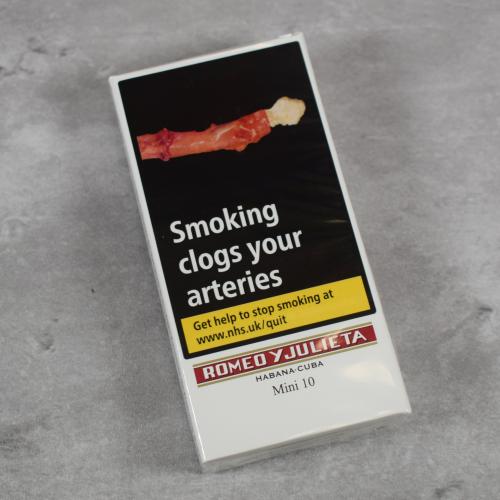 Smoking
clogs your
arteries
Get help to stop smoking at
www.nhs.uk/quit
ROMEO Y JULIETA
HABANA·CUBA
Mini 10